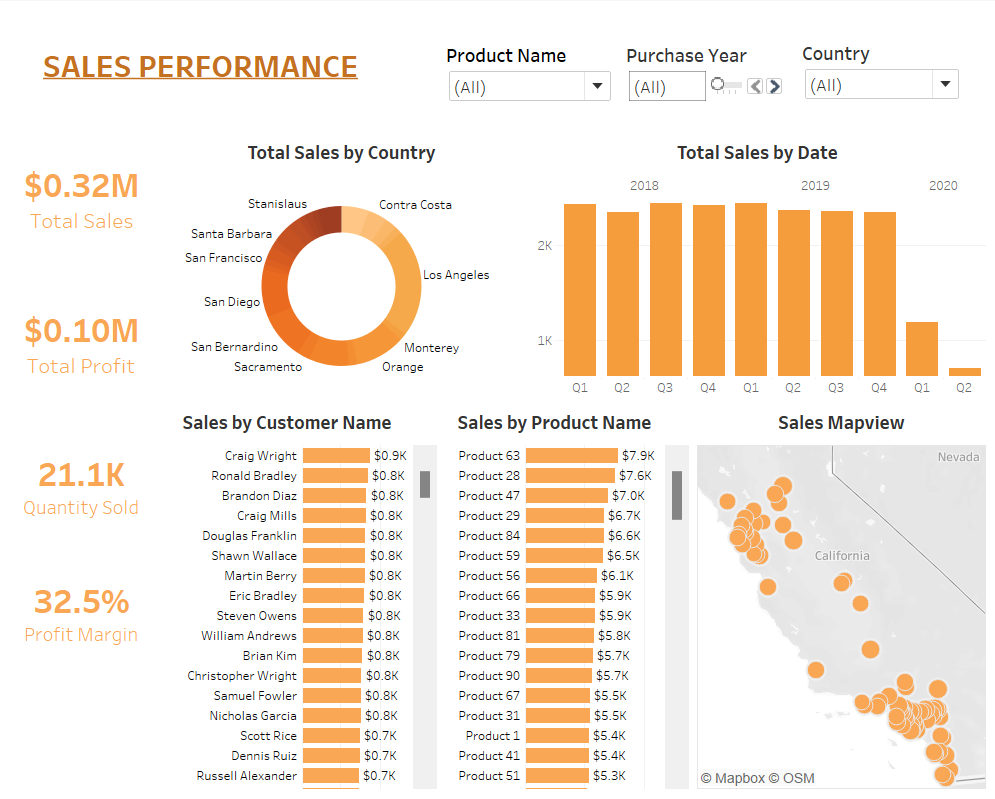 SALES PERFORMANCE
Product Name
Purchase Year
Country
(All)
(All)
(All)
$0.32M
Total Sales
$0.10M
Total Profit
21.1K
Quantity Sold
32.5%
Profit Margin
Total Sales by Country
Stanislaus
Contra Costa
Santa Barbara
San Francisco
Los Angeles
San Diego
San Bernardino
Monterey
Sacramento
Orange
Total Sales by Date
2018 2019 2020
2K
1K
Q1 Q2 Q3 Q4 Q1 Q2 Q3 Q4 Q1 Q2
Sales by Customer Name
Craig Wright $0.9K
Ronald Bradley $0.8K
Brandon Diaz $0.8K
Craig Mills $0.8K
Douglas Franklin $0.8K
Shawn Wallace $0.8K
Martin Berry $0.8K
Eric Bradley $0.8K
Steven Owens $0.8K
William Andrews $0.8K
Brian Kim $0.8K
Christopher Wright $0.8K
Samuel Fowler $0.8K
Nicholas Garcia $0.8K
Scott Rice $0.7K
Dennis Ruiz $0.7K
Russell Alexander $0.7K
Sales by Product Name
Product 63 $7.9K
Product 28 $7.6K
Product 47 $7.0K
Product 29 $6.7K
Product 84 $6.6K
Product 59 $6.5K
Product 56 $6.1K
Product 66 $5.9K
Product 33 $5.9K
Product 81 $5.8K
Product 79 $5.7K
Product 90 $5.7K
Product 67 $5.5K
Product 31 $5.5K
Product 1 $5.4K
Product 41 $5.4K
Product 51 $5.3K
Sales Mapview
Nevada
California
© Mapbox © OSM